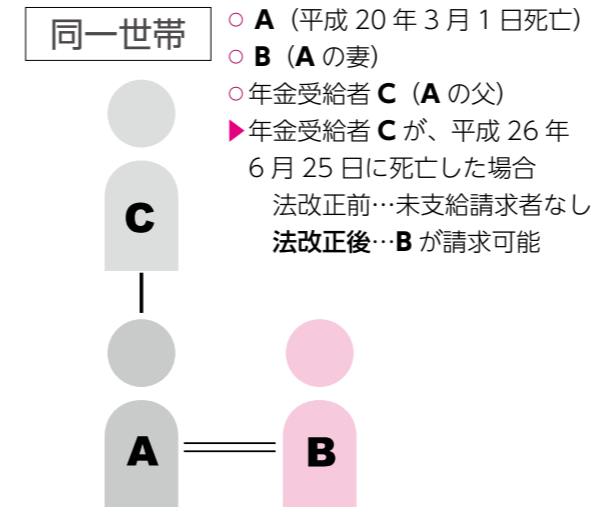 同一世帯
○ A（平成 20 年 3 月 1 日死亡）
○ B（A の妻）
○年金受給者 C（A の父）
▶年金受給者 C が、平成 26 年
6 月 25 日に死亡した場合
法改正前…未支給請求者なし
法改正後…B が請求可能
C
A
B